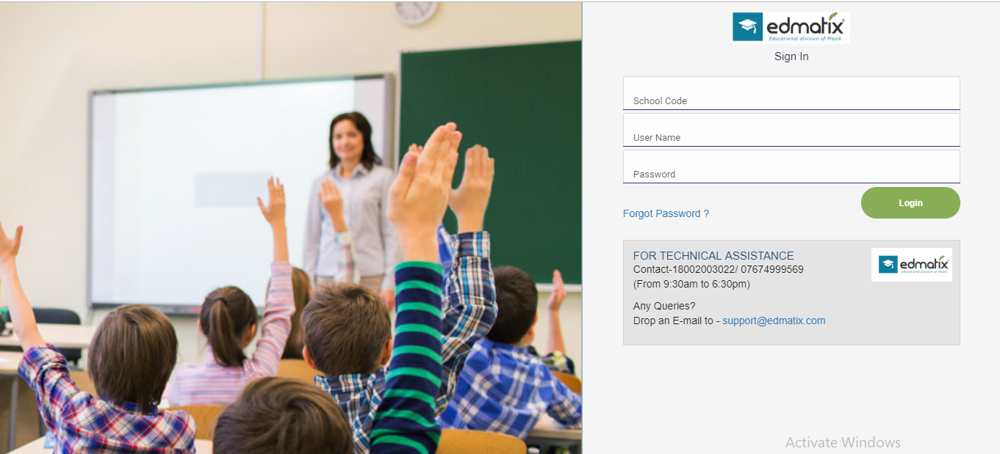 edmatix
Educational division of Mazik
Sign In
School Code
User Name
Password
Forgot Password ?
Login
FOR TECHNICAL ASSISTANCE
Contact-18002003022/ 07674999569
(From 9:30am to 6:30pm)
Any Queries?
Drop an E-mail to - support@edmatix.com
edmatix
Educational division of Mazik
Activate Windows